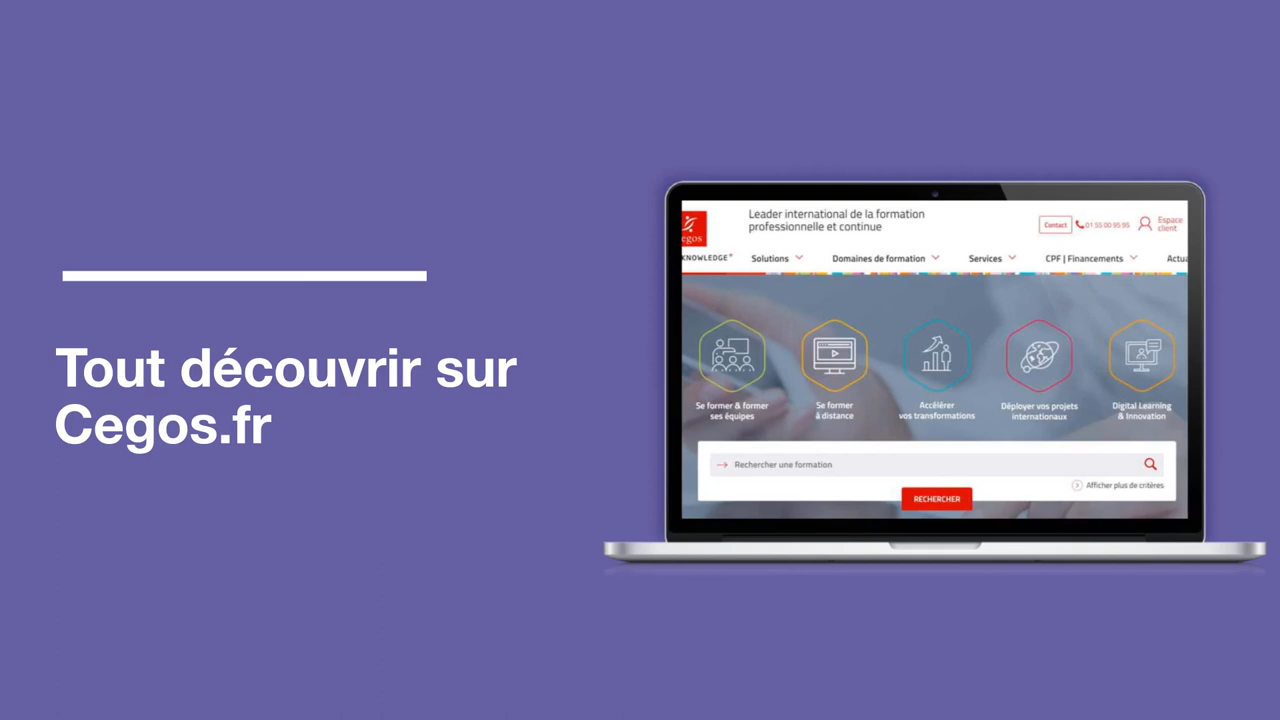 Tout découvrir sur
Cegos.fr
Leader international de la formation
professionnelle et continue
Contact
01 55 00 95 95
Espace
client
egos
KNOWLEDGE+
Solutions
Domaines de formation
Services
CPF | Financements
Actua
Se former & former
ses équipes
Se former
à distance
Accélérer
vos transformations
Déployer vos projets
internationaux
Digital Learning
& Innovation
Rechercher une formation
Afficher plus de critères
RECHERCHER